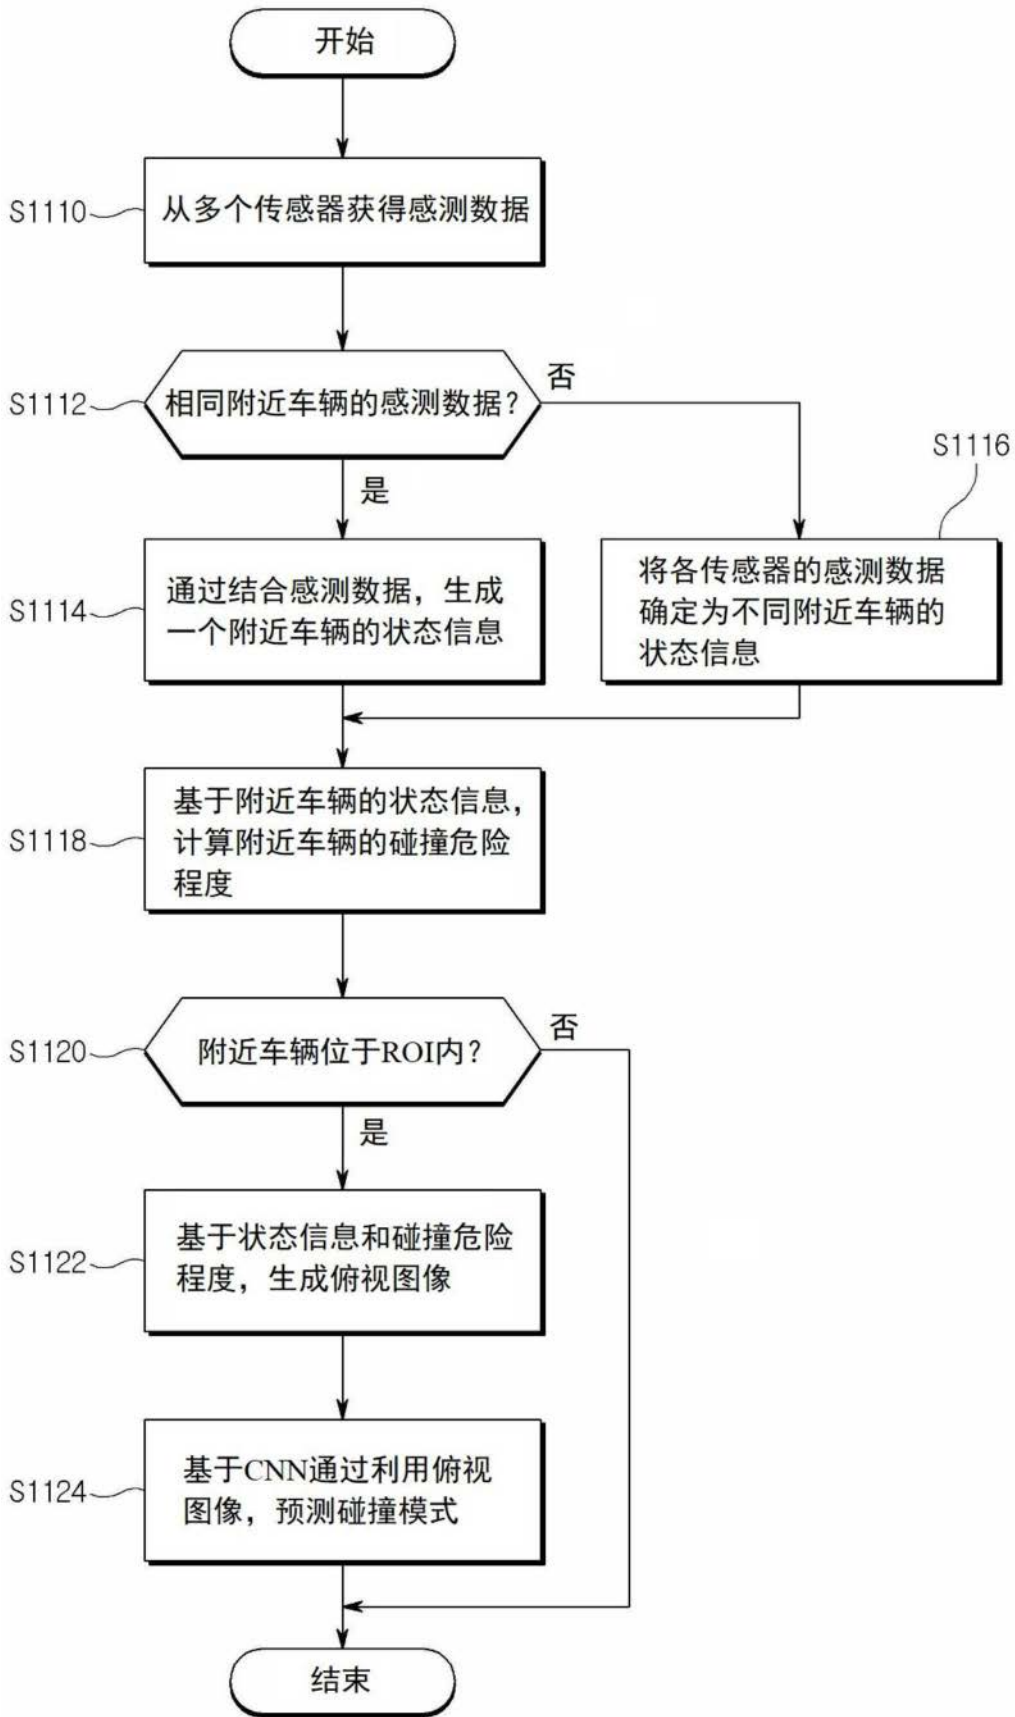 开始
S1110
从多个传感器获得感测数据
S1112
相同附近车辆的感测数据？
否
是
S1116
S1114
通过结合感测数据，生成
一个附近车辆的状态信息
将各传感器的感测数据
确定为不同附近车辆的
状态信息
S1118
基于附近车辆的状态信息，
计算附近车辆的碰撞危险
程度
S1120
附近车辆位于ROI内？
否
是
S1122
基于状态信息和碰撞危险
程度，生成俯视图像
S1124
基于CNN通过利用俯视
图像，预测碰撞模式
结束